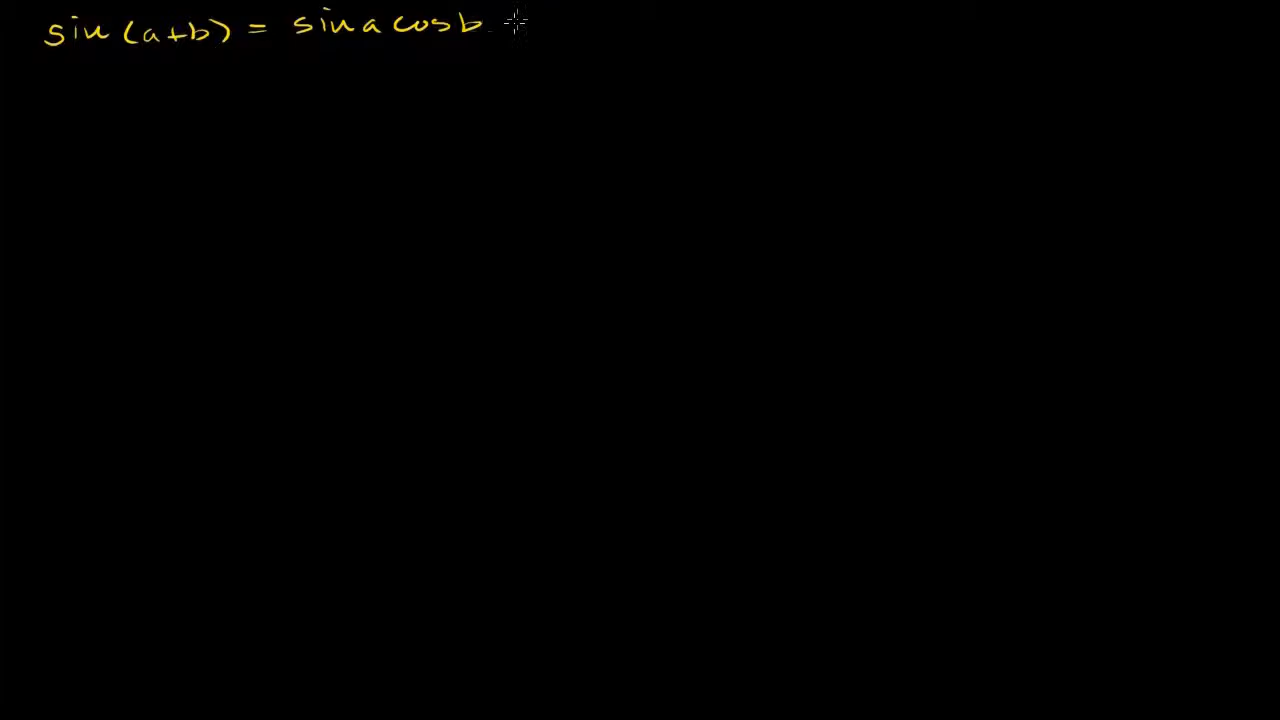 sin (a+b) = sin a cos b